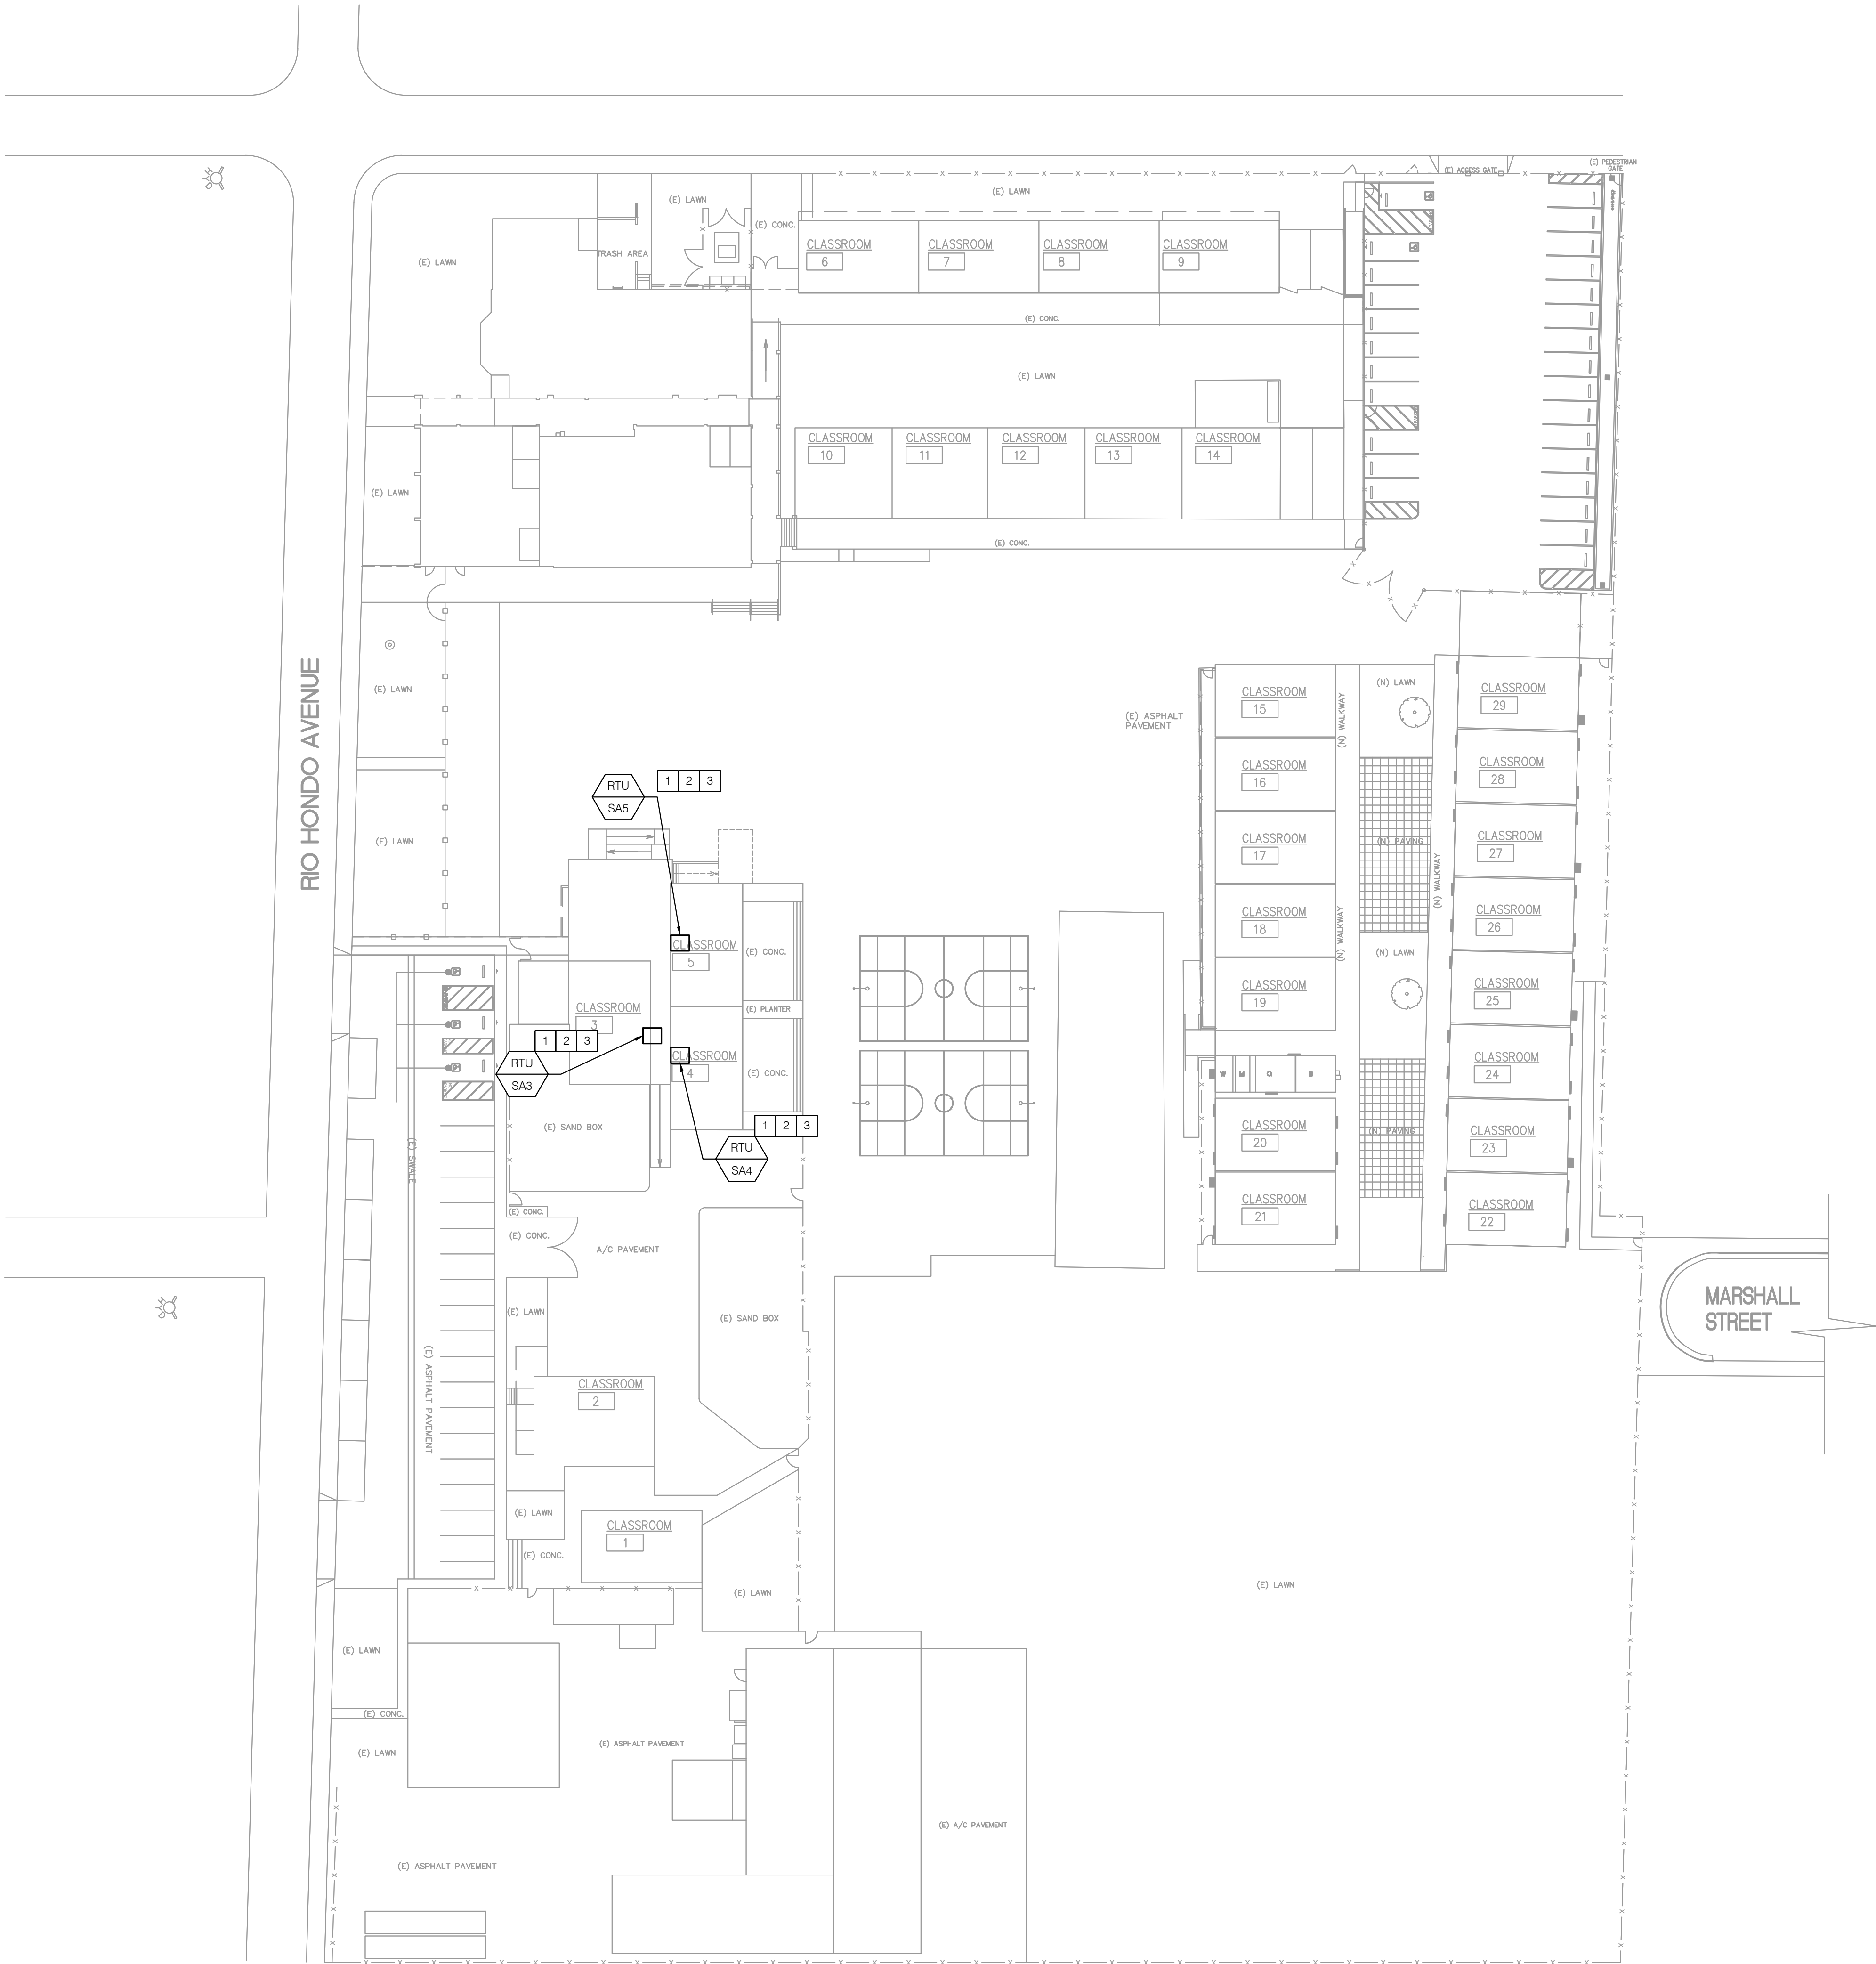 (E) PEDESTRIAN
GATE
(E) ACCESS GATE
(E) LAWN
(E) LAWN
(E) CONC.
CLASSROOM
6
CLASSROOM
7
CLASSROOM
8
CLASSROOM
9
TRASH AREA
(E) LAWN
(E) CONC.
(E) LAWN
CLASSROOM
10
CLASSROOM
11
CLASSROOM
12
CLASSROOM
13
CLASSROOM
14
(E) LAWN
(E) CONC.
RIO HONDO AVENUE
(E) LAWN
(E) LAWN
(E) ASPHALT
PAVEMENT
CLASSROOM
15
CLASSROOM
16
CLASSROOM
17
CLASSROOM
18
CLASSROOM
19
(N) WALKWAY
(N) WALKWAY
(N) LAWN
(N) PAVING
(N) WALKWAY
(N) LAWN
(N) PAVING
CLASSROOM
29
CLASSROOM
28
CLASSROOM
27
CLASSROOM
26
CLASSROOM
25
CLASSROOM
24
CLASSROOM
23
CLASSROOM
22
W M G B
CLASSROOM
20
CLASSROOM
21
RTU
SA5
1 2 3
CLASSROOM
5
(E) CONC.
(E) PLANTER
CLASSROOM
3
1 2 3
RTU
SA3
CLASSROOM
4
(E) CONC.
1 2 3
RTU
SA4
(E) SAND BOX
(E) SWALE
(E) CONC.
(E) CONC.
A/C PAVEMENT
(E) LAWN
(E) SAND BOX
(E) ASPHALT PAVEMENT
CLASSROOM
2
(E) LAWN
CLASSROOM
1
(E) CONC.
(E) LAWN
(E) LAWN
MARSHALL
STREET
(E) LAWN
(E) CONC.
(E) LAWN
(E) ASPHALT PAVEMENT
(E) A/C PAVEMENT
(E) ASPHALT PAVEMENT